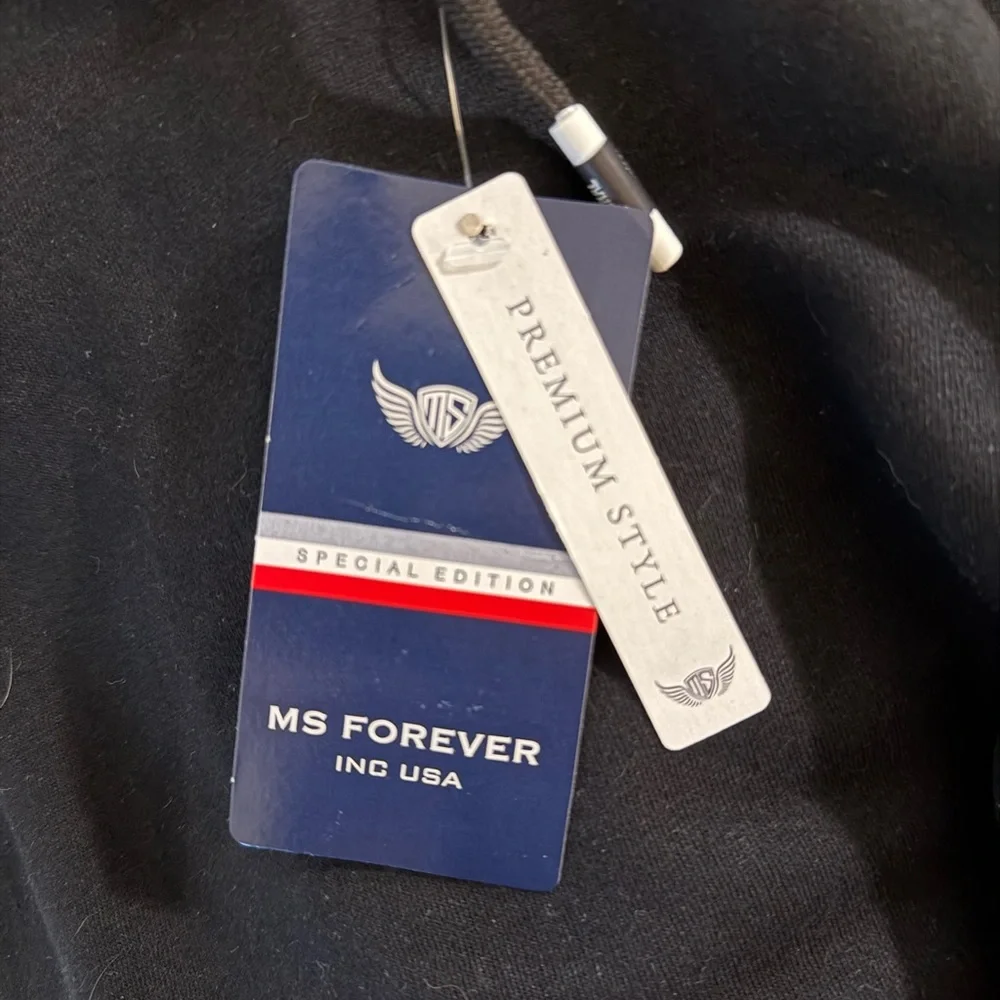 MS
SPECIAL EDITION
MS FOREVER
INC USA
PREMIUM STYLE
MS